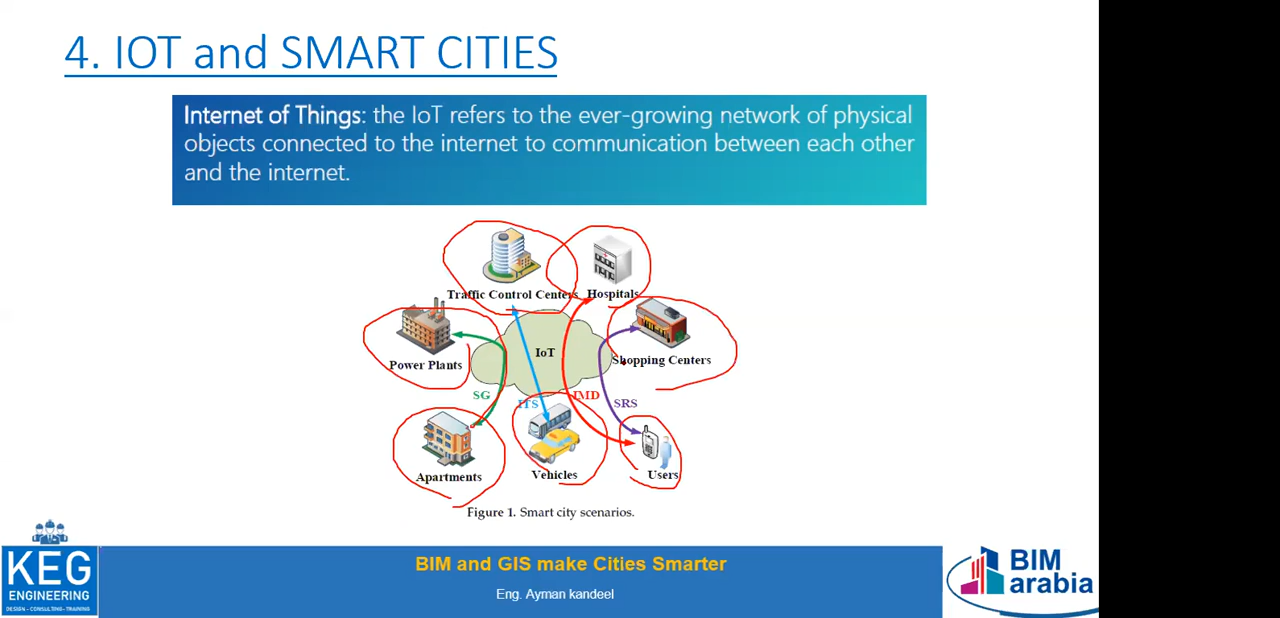 4. IOT and SMART CITIES
Internet of Things: the IoT refers to the ever-growing network of physical
objects connected to the internet to communication between each other
and the internet.
Traffic Control Centers
Hospitals
Power Plants
IoT
Shopping Centers
SG
ITS
IMD
SRS
Apartments
Vehicles
Users
Figure 1. Smart city scenarios.
KEG
ENGINEERING
DESIGN - CONSULTING - TRAINING
BIM and GIS make Cities Smarter
Eng. Ayman kandeel
BIM
arabia